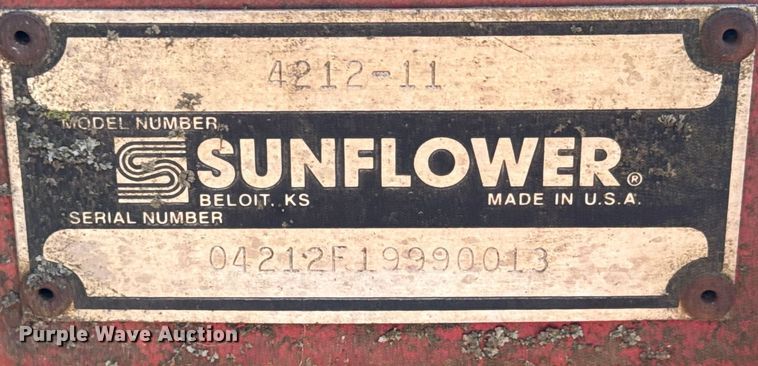 4212-11
MODEL NUMBER
SUNFLOWER®
BELOIT, KS MADE IN U.S.A.
SERIAL NUMBER
04212F19990013
Purple Wave Auction